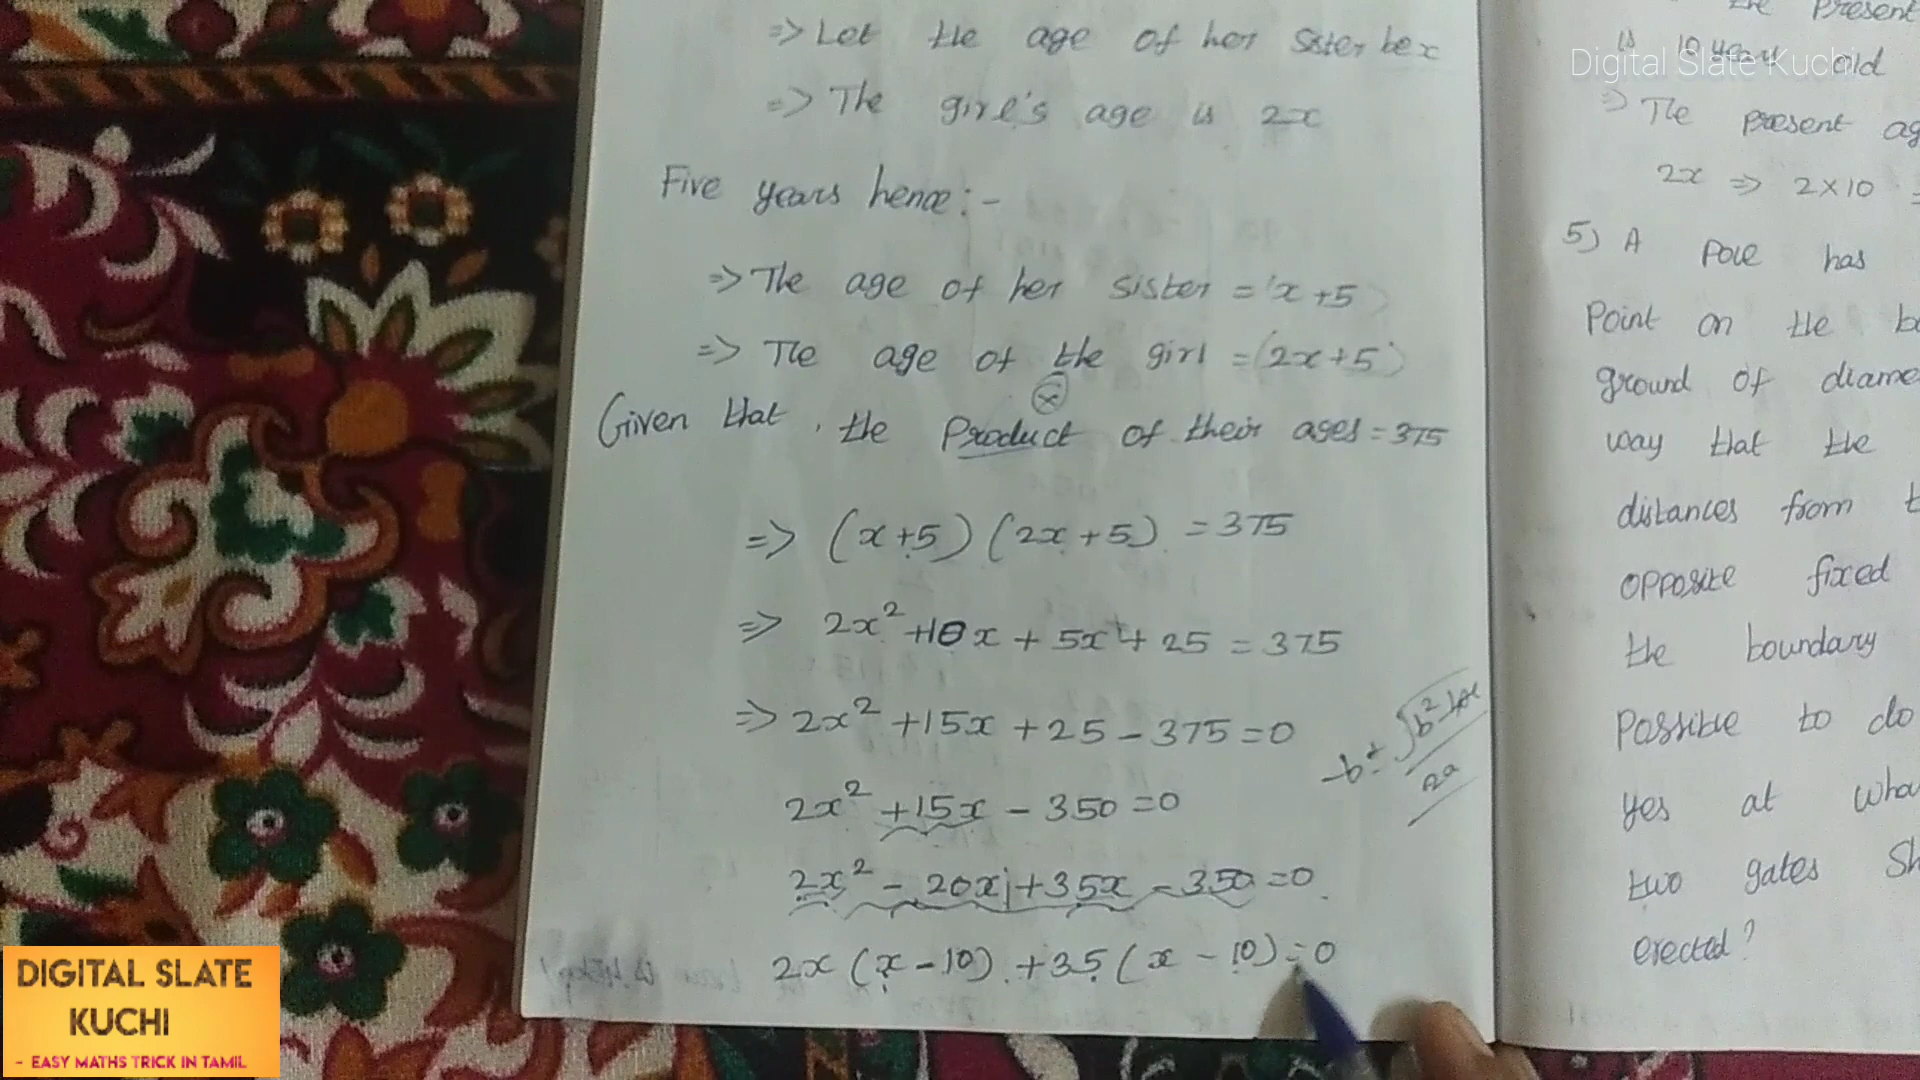 => Let the age of her sister be x
=> The girl's age is 2x
Five years hence :-
=> The age of her sister = (x+5)
=> The age of the girl = (2x+5)
(×)
Given that, the Product of their ages = 375
=> (x+5) (2x+5) = 375
=> 2x² +10x + 5x + 25 = 375
=> 2x² +15x +25 - 375 = 0
2x² +15x - 350 = 0
2x² - 20x +35x - 350 = 0
2x (x - 10) +35 (x - 10) = 0
-b ± √b²-4ac
2a
the Present
is 10 years old
=> The present
2x => 2×10
5) A Pole has
Point on the
ground of
way that the
distances from
opposite fixed
the boundary
Possible to do
yes at
two gates
erected?
Digital Slate Kuchi
DIGITAL SLATE
KUCHI
- EASY MATHS TRICK IN TAMIL